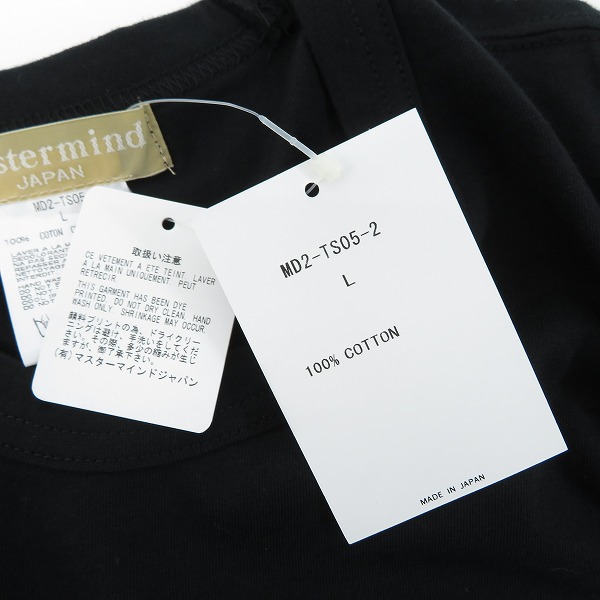 stermind
JAPAN
MD2-TS05
L
100% COTON
取扱い注意
CE VETEMENT A ETE TEINT. LAVER
A LA MAIN UNIQUEMENT. PEUT
RETRECIR
THIS GARMENT HAS BEEN DYE
PRINTED. DO NOT DRY CLEAN, HAND
WASH ONLY. SHRINKAGE MAY OCCUR.
顔料プリントの為、ドライクリー
ニングは避け、手洗いをしてくだ
さい。その際、多少の縮みが生じ
ますが、御了承下さい。
(有)マスターマインドジャパン
MD2-TS05-2
L
100% COTTON
MADE IN JAPAN